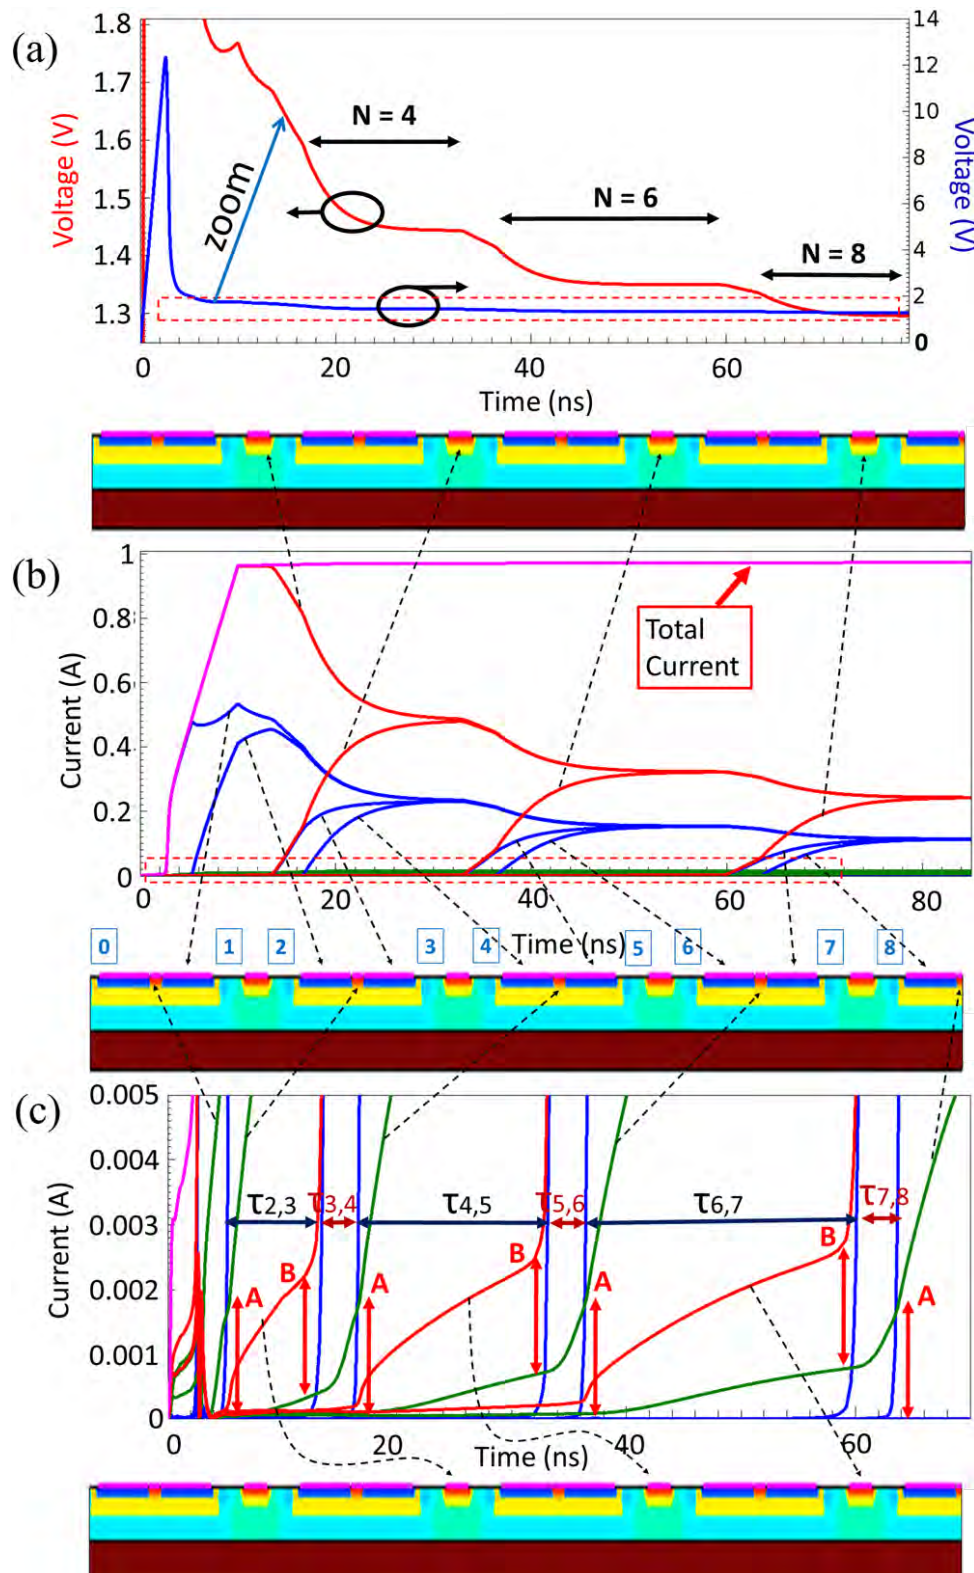 (a)
1.8
1.7
1.6
1.5
1.4
1.3
Voltage (V)
14
12
10
8
6
4
2
0
Voltage (V)
zoom
N = 4
N = 6
N = 8
0
20
40
60
Time (ns)
(b)
1
0.8
0.6
0.4
0.2
0
Current (A)
Total
Current
0
20
40
60
80
Time (ns)
0
1
2
3
4
5
6
7
8
(c)
0.005
0.004
0.003
0.002
0.001
0
Current (A)
τ2,3
τ3,4
τ4,5
τ5,6
τ6,7
τ7,8
A
B
A
B
A
B
A
0
20
40
60
Time (ns)